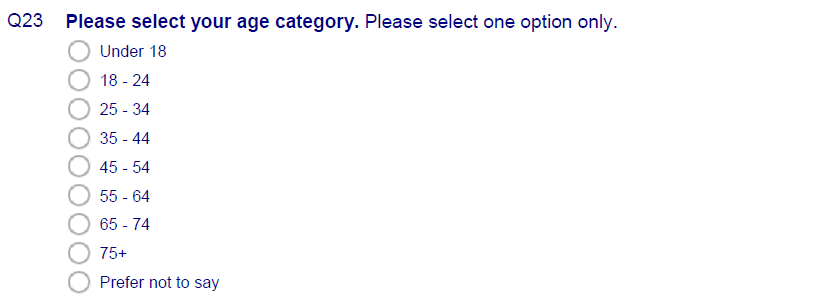 Q23 Please select your age category. Please select one option only.
Under 18
18 - 24
25 - 34
35 - 44
45 - 54
55 - 64
65 - 74
75+
Prefer not to say